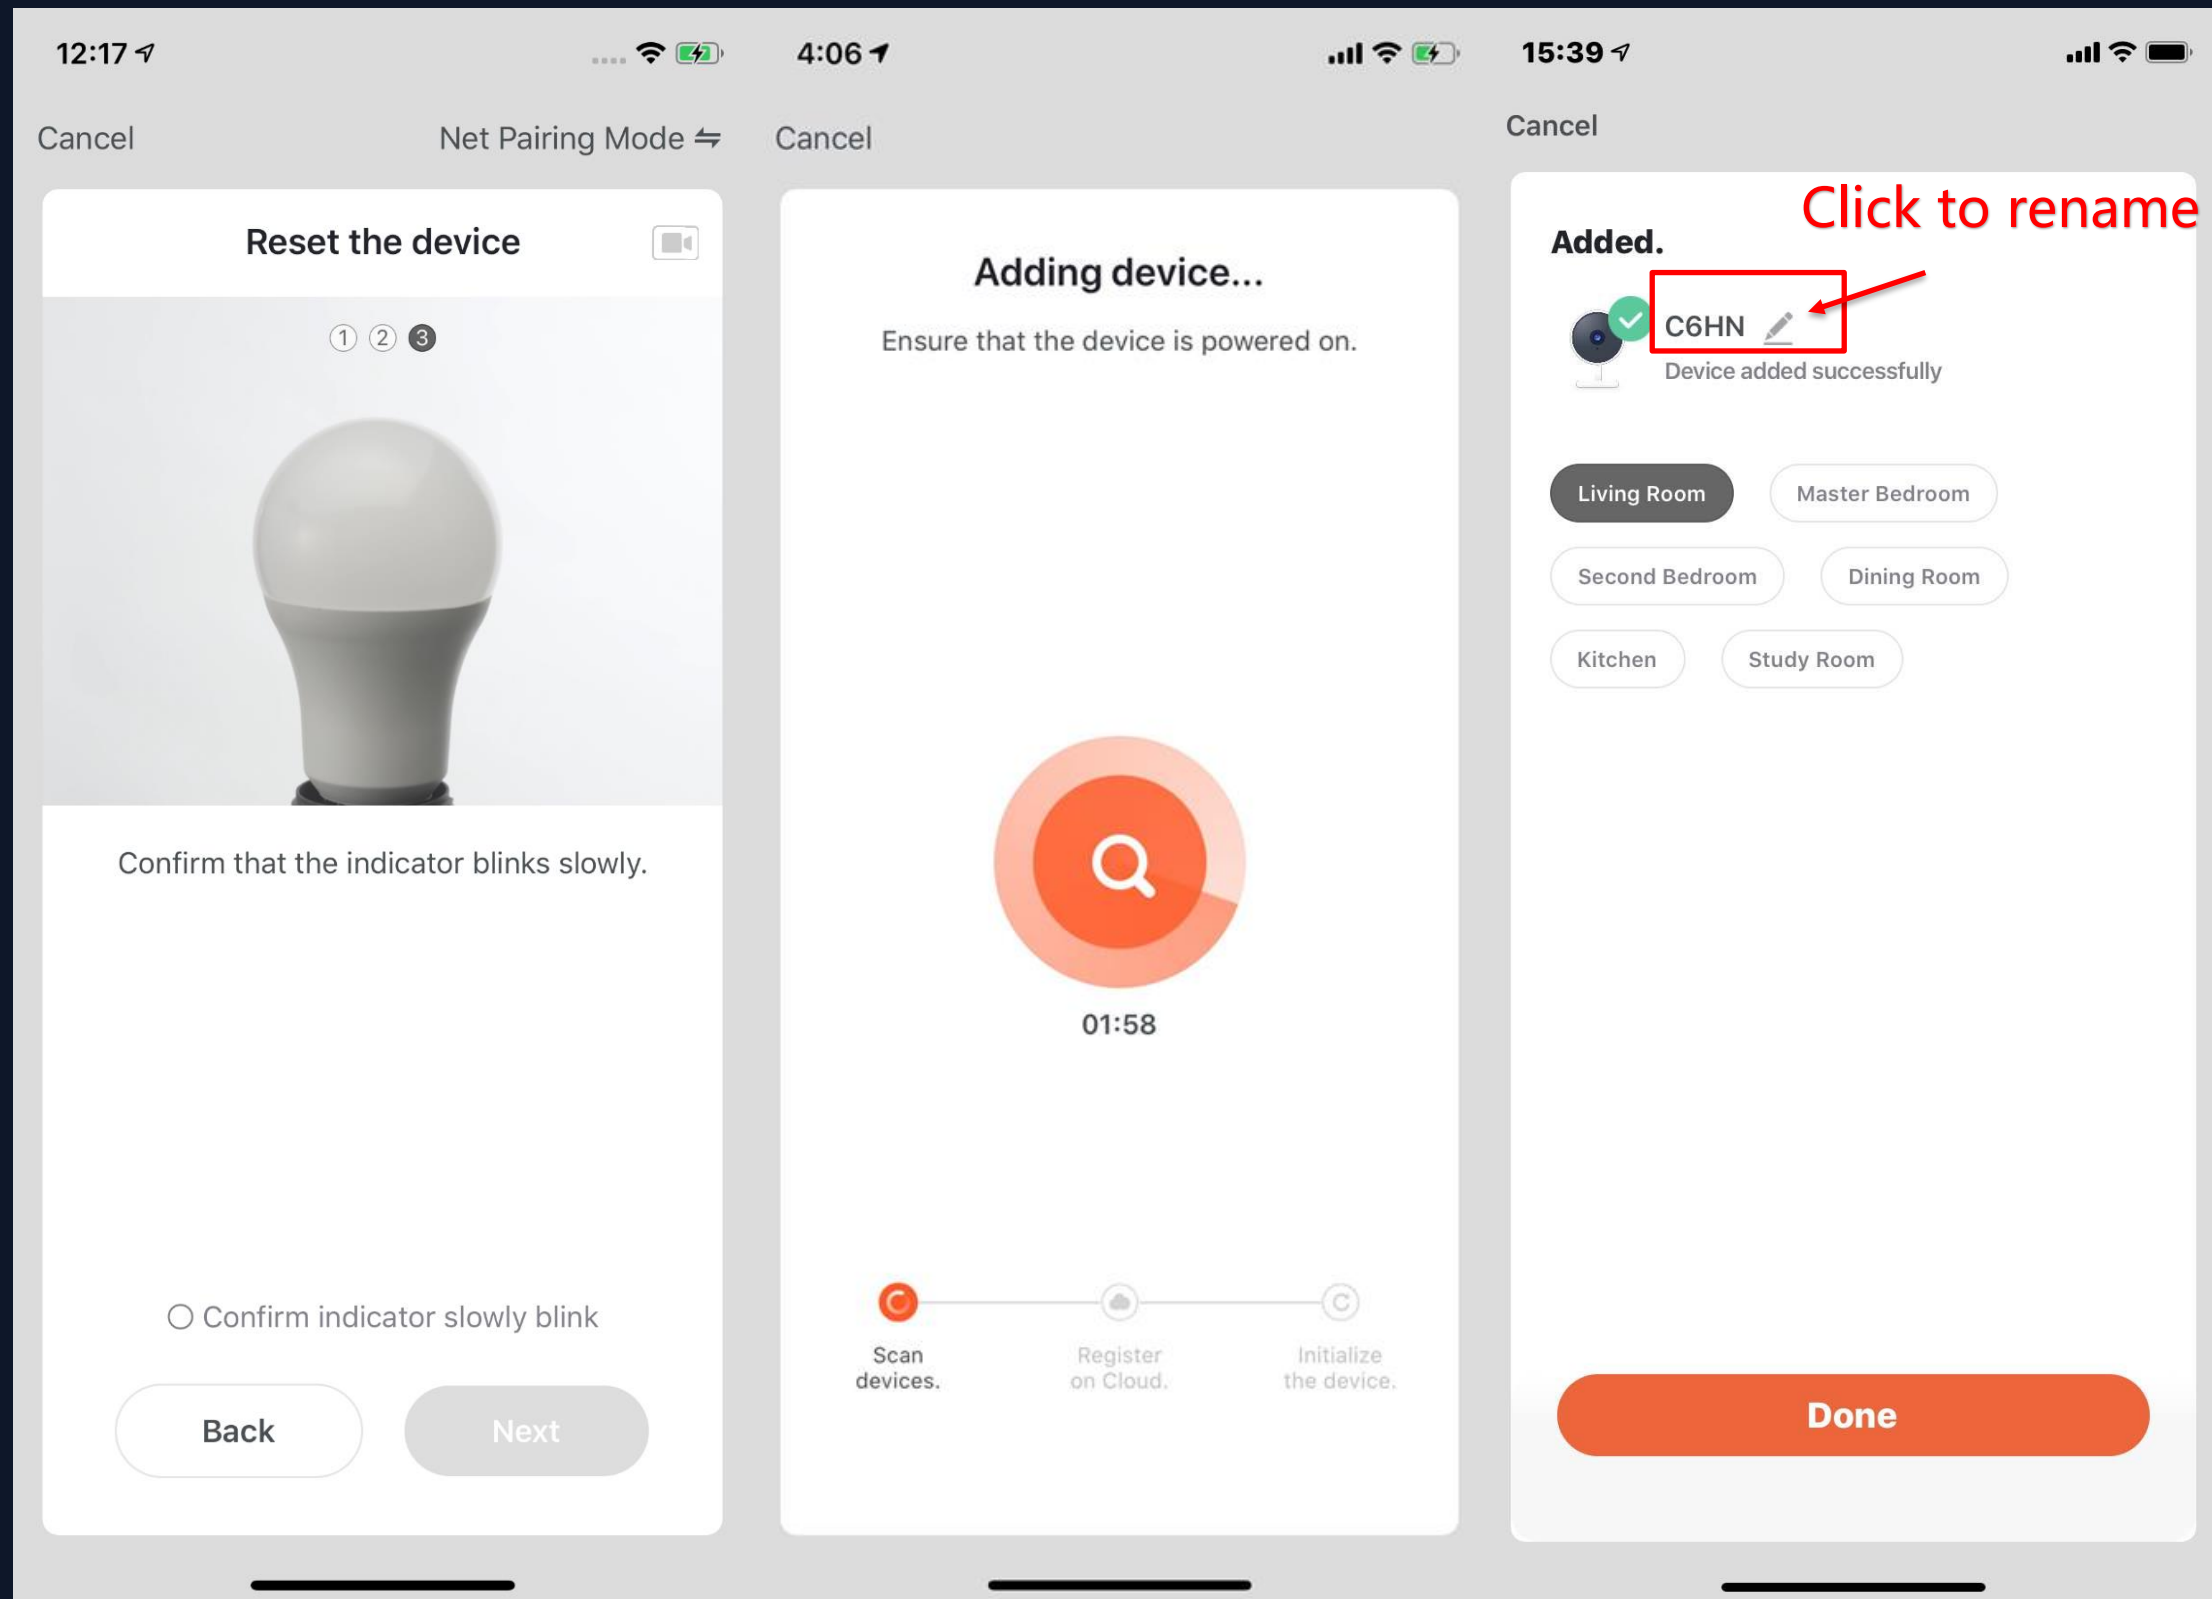 12:17
Cancel
Net Pairing Mode
Reset the device
1 2 3
Confirm that the indicator blinks slowly.
Confirm indicator slowly blink
Back
Next
4:06
Cancel
Adding device...
Ensure that the device is powered on.
01:58
Scan
devices.
Register
on Cloud.
Initialize
the device.
15:39
Cancel
Click to rename
Added.
C6HN
Device added successfully
Living Room
Master Bedroom
Second Bedroom
Dining Room
Kitchen
Study Room
Done